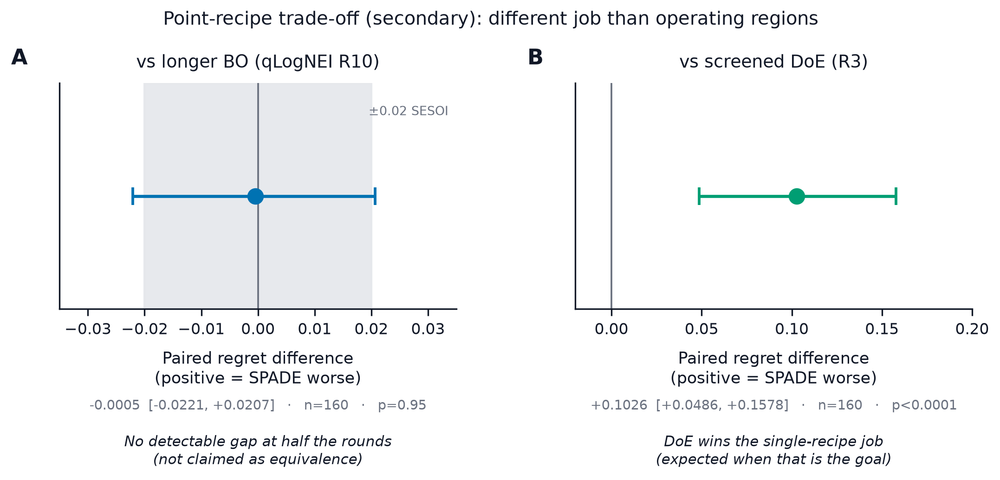 Point-recipe trade-off (secondary): different job than operating regions
A
vs longer BO (qLogNEI R10)
±0.02 SESOI
−0.03 −0.02 −0.01 0.00 0.01 0.02 0.03
Paired regret difference
(positive = SPADE worse)
-0.0005 [-0.0221, +0.0207] · n=160 · p=0.95
No detectable gap at half the rounds
(not claimed as equivalence)
B
vs screened DoE (R3)
0.00 0.05 0.10 0.15 0.20
Paired regret difference
(positive = SPADE worse)
+0.1026 [+0.0486, +0.1578] · n=160 · p<0.0001
DoE wins the single-recipe job
(expected when that is the goal)